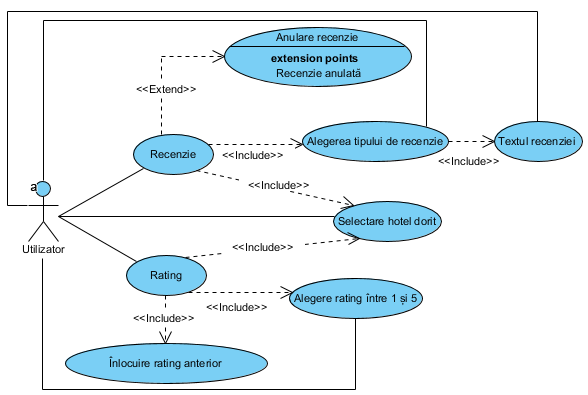 Anulare recenzie
extension points
Recenzie anulată
<<Extend>>
Alegerea tipului de recenzie
Textul recenziei
Recenzie
<<Include>>
<<Include>>
<<Include>>
a
Selectare hotel dorit
Utilizator
<<Include>>
Rating
Alegere rating între 1 și 5
<<Include>>
<<Include>>
Înlocuire rating anterior